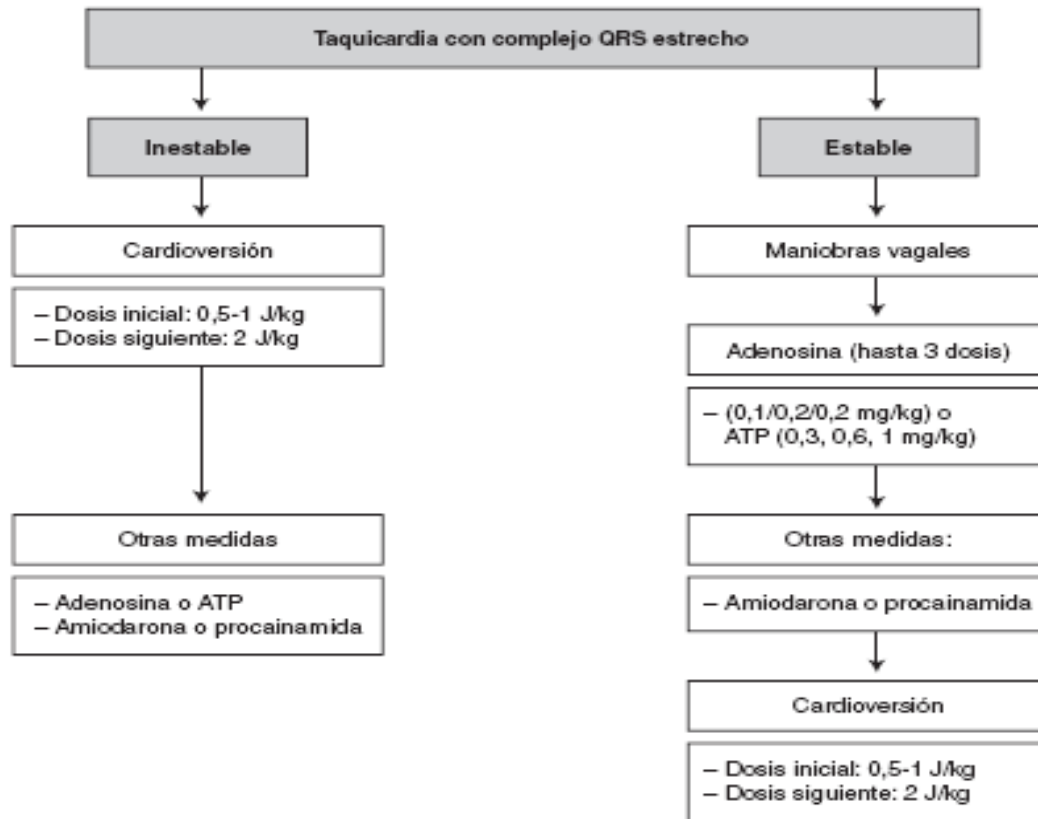 Taquicardia con complejo QRS estrecho
Inestable
Cardioversión
– Dosis inicial: 0,5-1 J/kg
– Dosis siguiente: 2 J/kg
Otras medidas
– Adenosina o ATP
– Amiodarona o procainamida
Estable
Maniobras vagales
Adenosina (hasta 3 dosis)
– (0,1/0,2/0,2 mg/kg) o
ATP (0,3, 0,6, 1 mg/kg)
Otras medidas:
– Amiodarona o procainamida
Cardioversión
– Dosis inicial: 0,5-1 J/kg
– Dosis siguiente: 2 J/kg